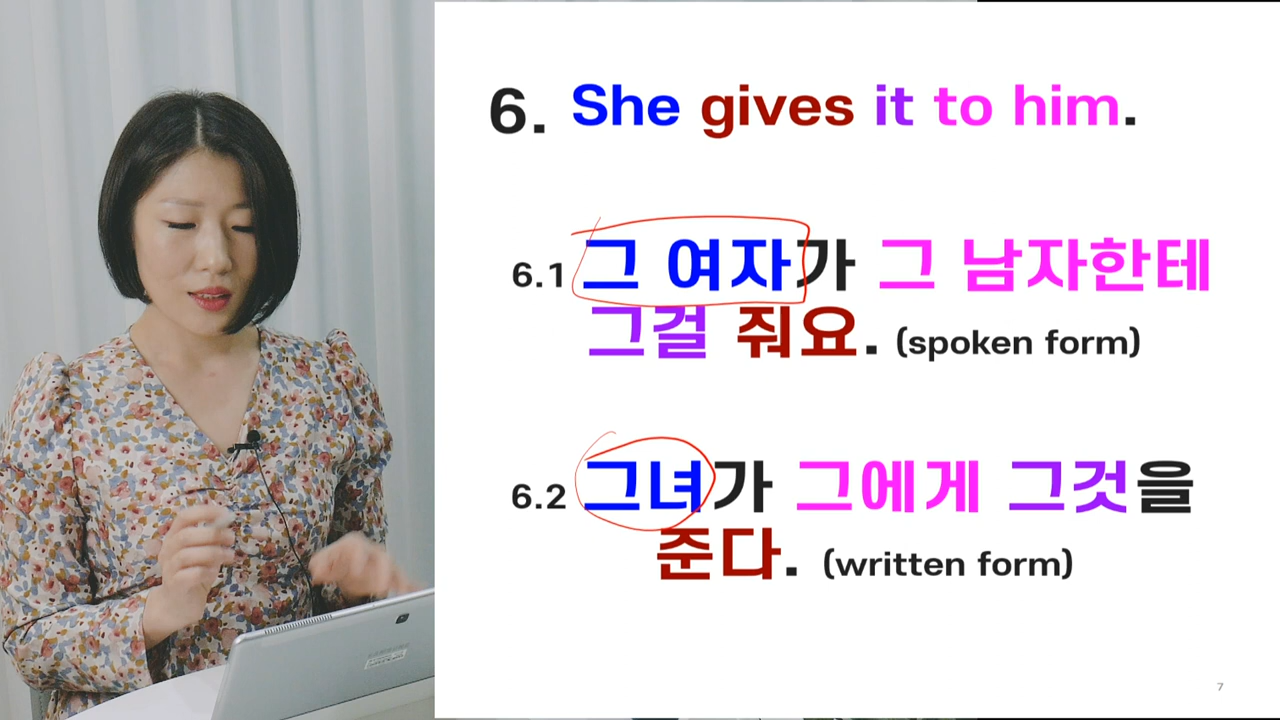 6. She gives it to him.
6.1 그 여자가 그 남자한테
그걸 줘요. (spoken form)
6.2 그녀가 그에게 그것을
준다. (written form)
7